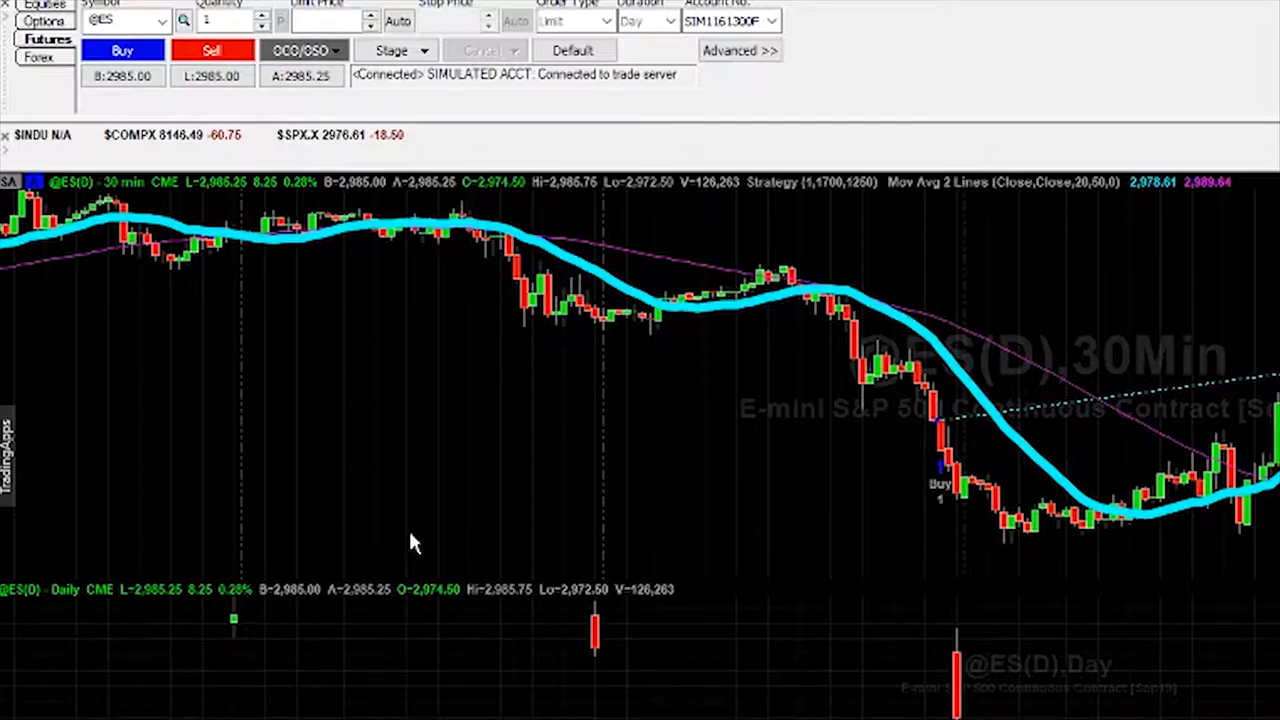 Equities
Symbol Quantity Limit Price Stop Price Order Type Duration Account No.
Options
@ES 1 P Auto Auto Limit Day SIM1161300F
Futures
Forex
Buy Sell OCO/OSO Stage Cancel Default Advanced >>
B:2985.00 L:2985.00 A:2985.25 <Connected> SIMULATED ACCT: Connected to trade server
$INDU N/A $COMPX 8146.49 -60.75 $SPX.X 2976.61 -18.50
SA @ES(D) - 30 min CME L=2,985.25 8.25 0.28% B=2,985.00 A=2,985.25 O=2,974.50 Hi=2,985.75 Lo=2,972.50 V=126,263 Strategy (1,1700,1250) Mov Avg 2 Lines (Close,Close,20,50,0) 2,978.61 2,989.64
@ES(D),30Min
E-mini S&P 500 Continuous Contract [Se
TradingApps
Buy
1
@ES(D) - Daily CME L=2,985.25 8.25 0.28% B=2,985.00 A=2,985.25 O=2,974.50 Hi=2,985.75 Lo=2,972.50 V=126,263
@ES(D),Day
E-mini S&P 500 Continuous Contract [Sep19]